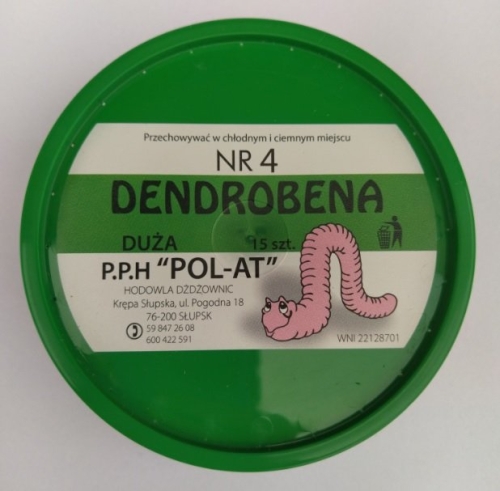 Przechowywać w chłodnym i ciemnym miejscu
NR 4
DENDROBENA
DUŻA 15 szt.
P.P.H "POL-AT"
HODOWLA DŻDŻOWNIC
Krępa Słupska, ul. Pogodna 18
76-200 SŁUPSK
59 847 26 08
600 422 591
WNI 22128701